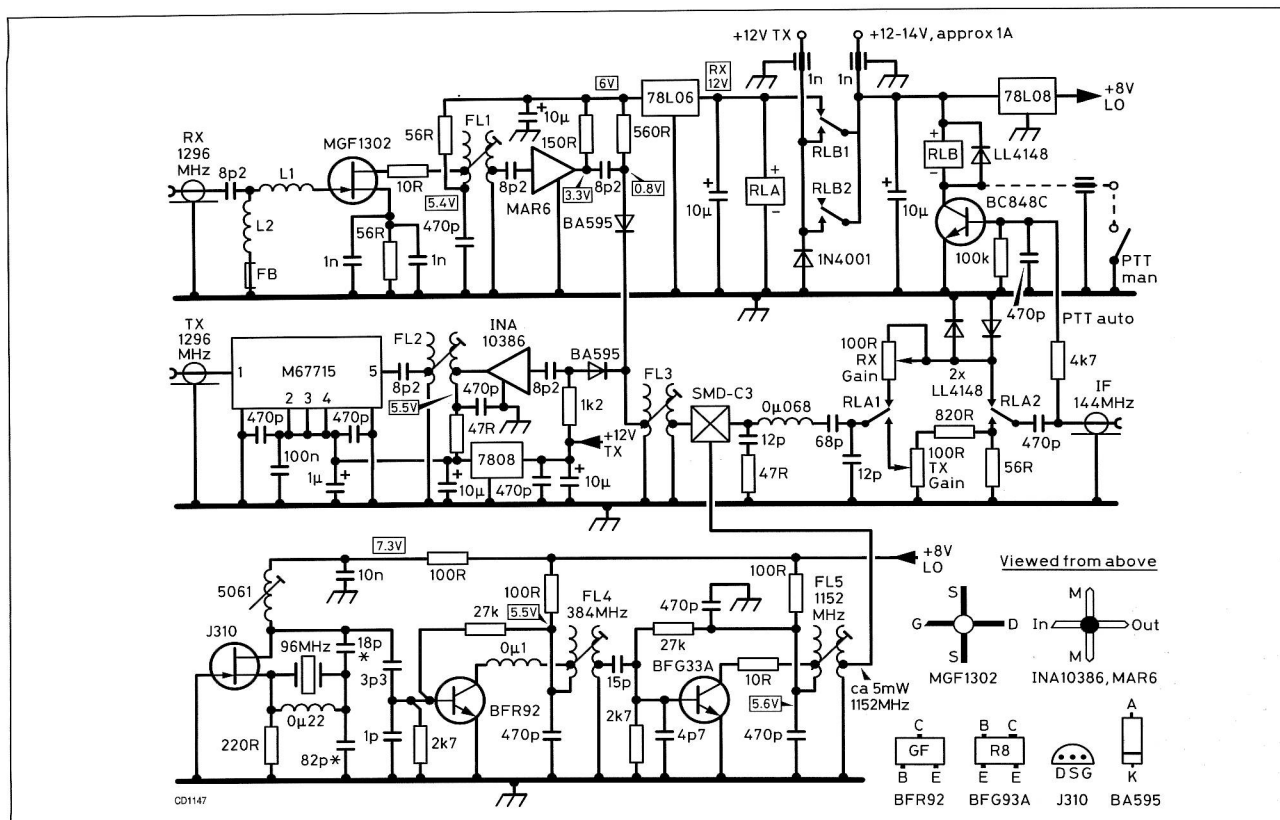 +12V TX
+12-14V, approx 1A
1n
1n
6V
78L06
RX
12V
78L08
+8V
LO
RX
1296
MHz
8p2
L1
MGF1302
10R
56R
FL1
+
10µ
150R
560R
8p2
MAR6
8p2
3.3V
0.8V
BA595
5.4V
470p
L2
FB
1n
56R
1n
+
10µ
RLA
+
–
RLB1
RLB2
1N4001
+
10µ
+
RLB
–
LL4148
BC848C
100k
470p
PTT
man
PTT auto
TX
1296
MHz
M67715
1
5
2
3
4
470p
470p
100n
1µ
+
8p2
FL2
INA
10386
5.5V
470p
47R
8p2
BA595
1k2
+12V
TX
+
10µ
7808
470p
+
10µ
FL3
SMD-C3
0µ068
12p
47R
68p
12p
RLA1
100R
RX
Gain
2x
LL4148
820R
100R
TX
Gain
RLA2
56R
470p
4k7
IF
144MHz
7.3V
5061
10n
100R
100R
5.5V
+8V
LO
J310
96MHz
18p
*
3p3
0µ22
220R
82p*
1p
2k7
27k
BFR92
0µ1
FL4
384MHz
470p
15p
2k7
27k
470p
BFG33A
4p7
10R
100R
5.6V
470p
FL5
1152
MHz
ca 5mW
1152MHz
Viewed from above
S
G
D
S
MGF1302
M
In
Out
M
INA10386, MAR6
C
GF
B
E
BFR92
B
C
R8
E
E
BFG93A
DSG
J310
A
K
BA595
CD1147